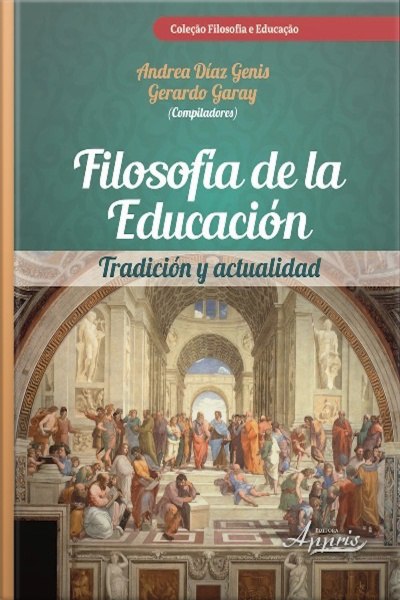 Coleção Filosofia e Educação
Andrea Díaz Genis
Gerardo Garay
(Compiladores)
Filosofía de la
Educación
Tradición y actualidad
EDITORA
Appris